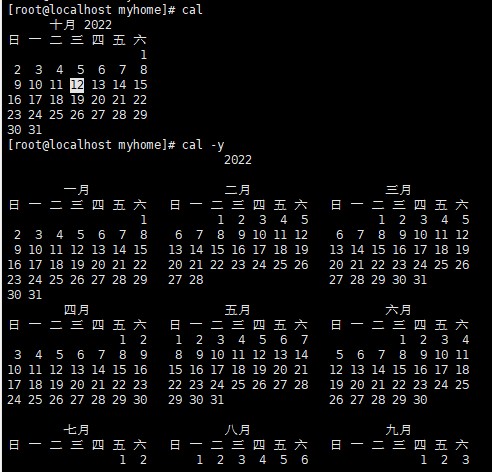 [root@localhost myhome]# cal
      十月 2022
日 一 二 三 四 五 六
                   1
 2  3  4  5  6  7  8
 9 10 11 12 13 14 15
16 17 18 19 20 21 22
23 24 25 26 27 28 29
30 31
[root@localhost myhome]# cal -y
                               2022

        一月                   二月                   三月
日 一 二 三 四 五 六   日 一 二 三 四 五 六   日 一 二 三 四 五 六
                   1          1  2  3  4  5          1  2  3  4  5
 2  3  4  5  6  7  8    6  7  8  9 10 11 12    6  7  8  9 10 11 12
 9 10 11 12 13 14 15   13 14 15 16 17 18 19   13 14 15 16 17 18 19
16 17 18 19 20 21 22   20 21 22 23 24 25 26   20 21 22 23 24 25 26
23 24 25 26 27 28 29   27 28                  27 28 29 30 31
30 31
        四月                   五月                   六月
日 一 二 三 四 五 六   日 一 二 三 四 五 六   日 一 二 三 四 五 六
                1  2    1  2  3  4  5  6  7             1  2  3  4
 3  4  5  6  7  8  9    8  9 10 11 12 13 14    5  6  7  8  9 10 11
10 11 12 13 14 15 16   15 16 17 18 19 20 21   12 13 14 15 16 17 18
17 18 19 20 21 22 23   22 23 24 25 26 27 28   19 20 21 22 23 24 25
24 25 26 27 28 29 30   29 30 31               26 27 28 29 30

        七月                   八月                   九月
日 一 二 三 四 五 六   日 一 二 三 四 五 六   日 一 二 三 四 五 六
                1  2       1  2  3  4  5  6                1  2  3